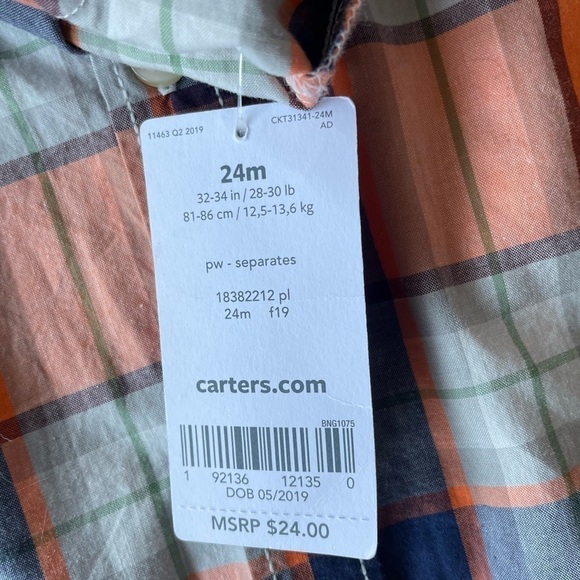 11463 Q2 2019
CKT31341-24M
AD
24m
32-34 in / 28-30 lb
81-86 cm / 12,5-13,6 kg
pw - separates
18382212 pl
24m f19
carters.com
BNG1075
1 92136 12135 0
DOB 05/2019
MSRP $24.00